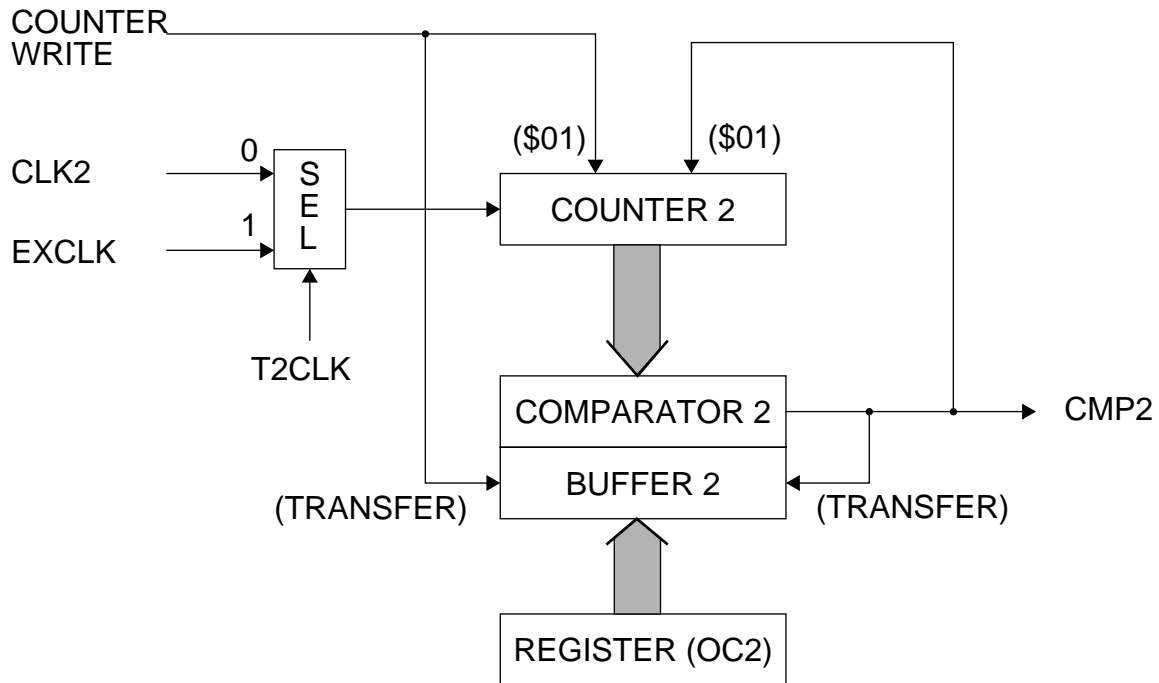 COUNTER
WRITE
($01)
($01)
0
CLK2
S
E
L
COUNTER 2
1
EXCLK
T2CLK
COMPARATOR 2
CMP2
BUFFER 2
(TRANSFER)
(TRANSFER)
REGISTER (OC2)